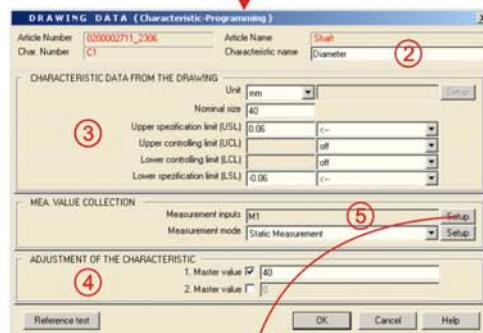 DRAWING DATA (Characteristic-Programming)
Article Number 0200002711_2306 Article Name Shaft
Char. Number C1 Characteristic name Diameter 2
CHARACTERISTIC DATA FROM THE DRAWING
Unit mm Setup
3 Nominal size 40
Upper spezification limit (USL) 0.06 <--
Upper controlling limit (UCL) off
Lower controlling limit (LCL) off
Lower spezification limit (LSL) -0.06 <--
MEA. VALUE COLLECTION
Measurement inputs M1 5 Setup
Measurement mode Static Measurement Setup
ADJUSTMENT OF THE CHARACTERISTIC
4 1. Master value 40
2. Master value 0
Reference test OK Cancel Help